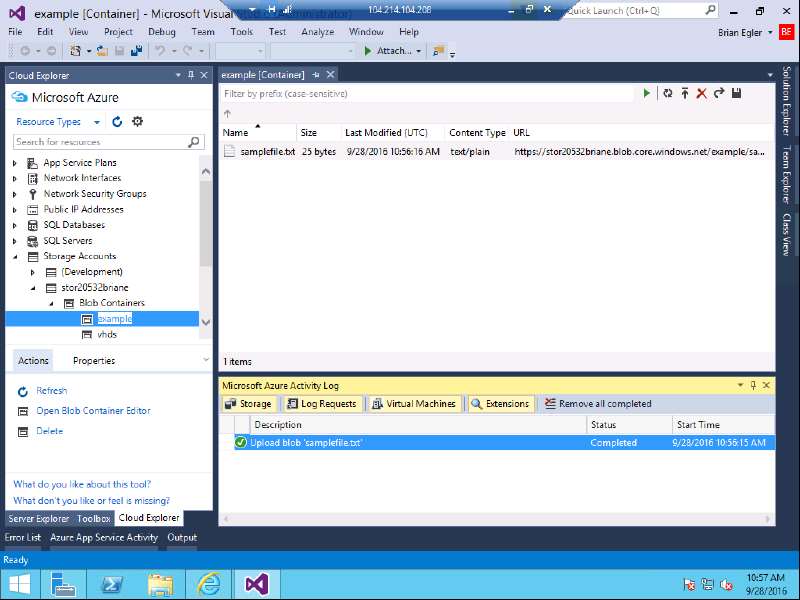 example [Container] - Microsoft Visual
104.214.104.208
Quick Launch (Ctrl+Q)
File Edit View Project Debug Team Tools Test Analyze Window Help
Brian Egler BE
Attach...
Cloud Explorer
example [Container]
Microsoft Azure
Filter by prefix (case-sensitive)
Resource Types
Search for resources
Name Size Last Modified (UTC) Content Type URL
samplefile.txt 25 bytes 9/28/2016 10:56:16 AM text/plain https://stor20532briane.blob.core.windows.net/example/sa...
App Service Plans
Network Interfaces
Network Security Groups
Public IP Addresses
SQL Databases
SQL Servers
Storage Accounts
(Development)
stor20532briane
Blob Containers
example
vhds
Solution Explorer
Team Explorer
Class View
1 items
Actions Properties
Refresh
Open Blob Container Editor
Delete
What do you like about this tool?
What don't you like or feel is missing?
Microsoft Azure Activity Log
Storage Log Requests Virtual Machines Extensions Remove all completed
Description Status Start Time
Upload blob 'samplefile.txt' Completed 9/28/2016 10:56:15 AM
Server Explorer Toolbox Cloud Explorer
Error List Azure App Service Activity Output
Ready
10:57 AM
9/28/2016